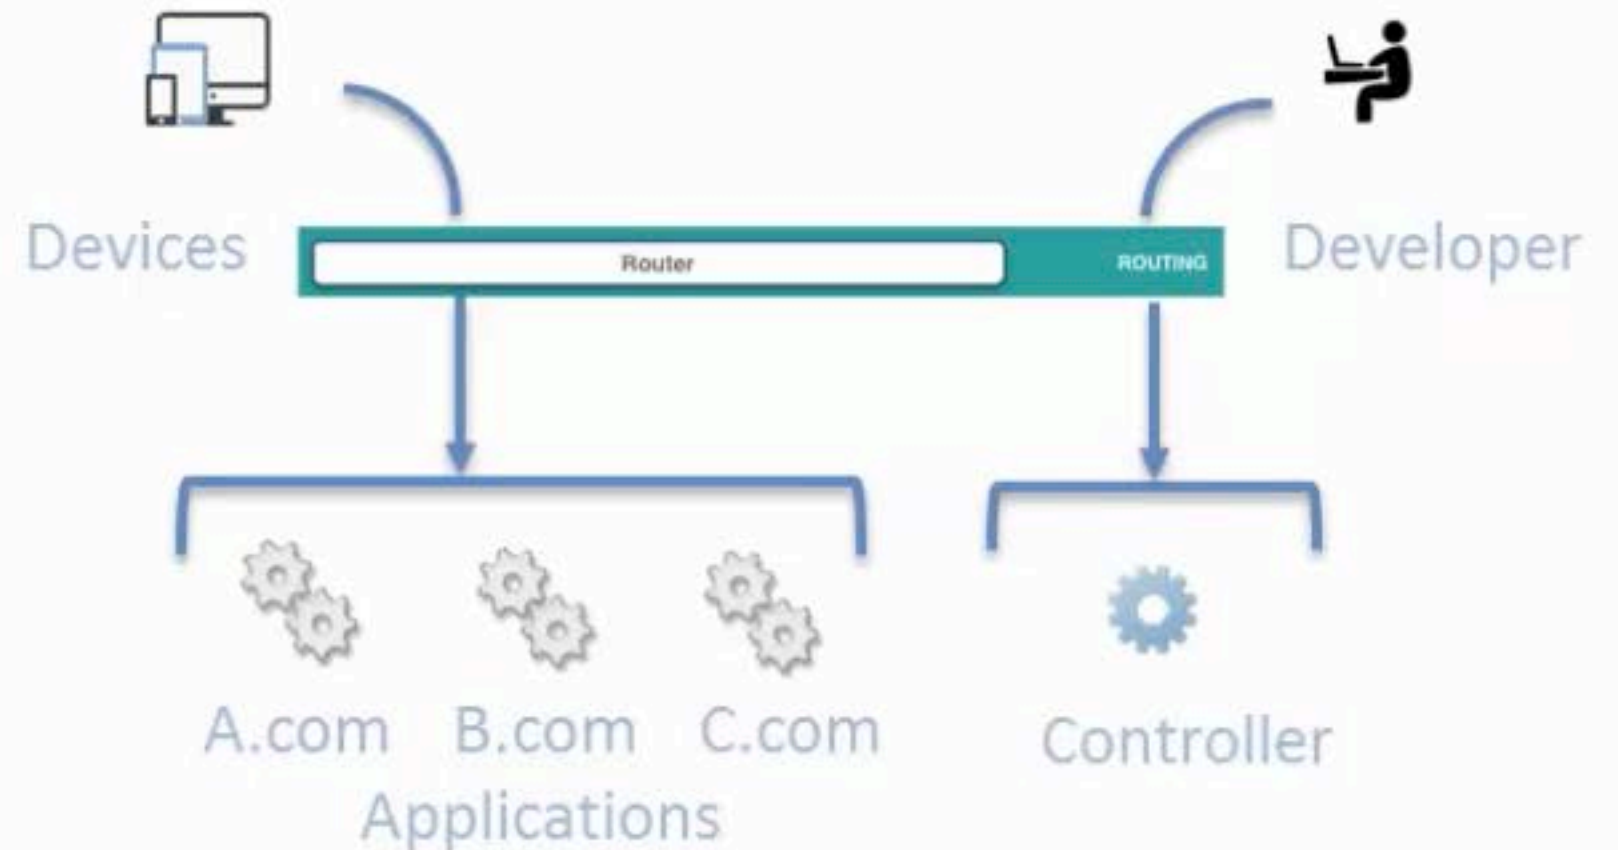 Devices
Router
ROUTING
Developer
A.com
B.com
C.com
Applications
Controller